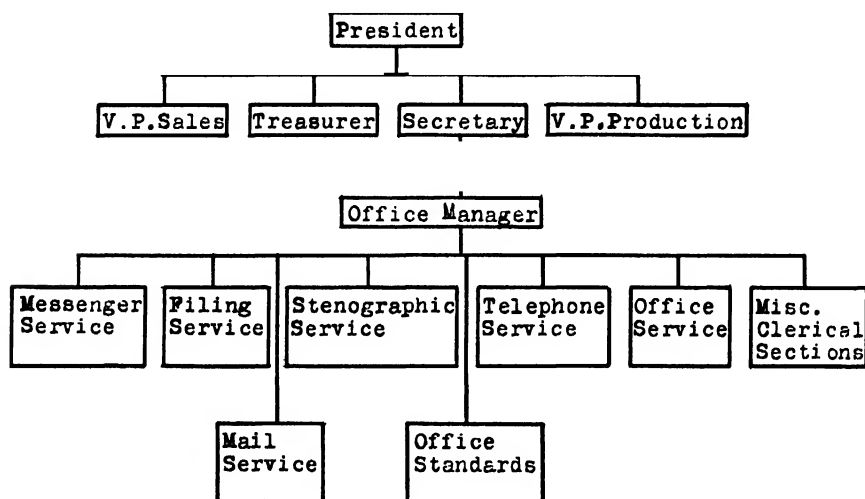 President
V.P.Sales
Treasurer
Secretary
V.P.Production
Office Manager
Messenger
Service
Filing
Service
Stenographic
Service
Telephone
Service
Office
Service
Misc.
Clerical
Sections
Mail
Service
Office
Standards